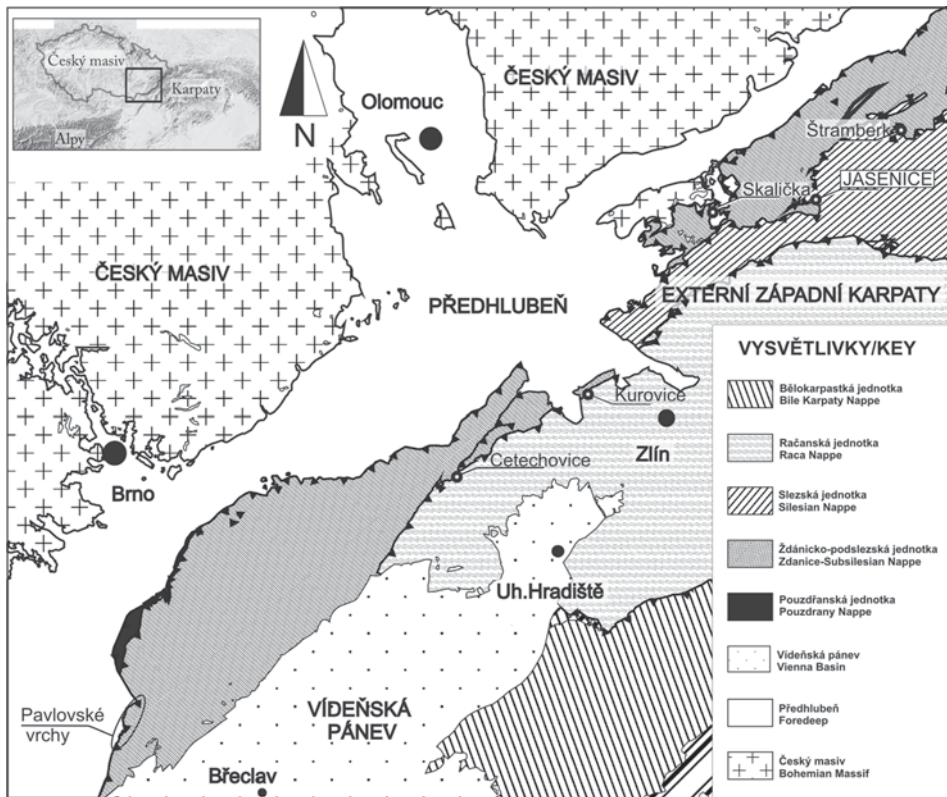 Český masiv
Karpaty
Alpy
N
Olomouc
ČESKÝ MASIV
Štramberk
Skalička
JASENICE
ČESKÝ MASIV
PŘEDHLUBEŇ
EXTERNÍ ZÁPADNÍ KARPATY
Kurovice
Zlín
Cetechovice
Brno
Uh.Hradiště
Pavlovské
vrchy
VÍDEŇSKÁ
PÁNEV
Břeclav
VYSVĚTLIVKY/KEY
Bělokarpastká jednotka
Bile Karpaty Nappe
Račanská jednotka
Raca Nappe
Slezská jednotka
Silesian Nappe
Ždánicko-podslezská jednotka
Zdanice-Subsilesian Nappe
Pouzdřanská jednotka
Pouzdrany Nappe
Vídeňská pánev
Vienna Basin
Předhlubeň
Foredeep
Český masiv
Bohemian Massif